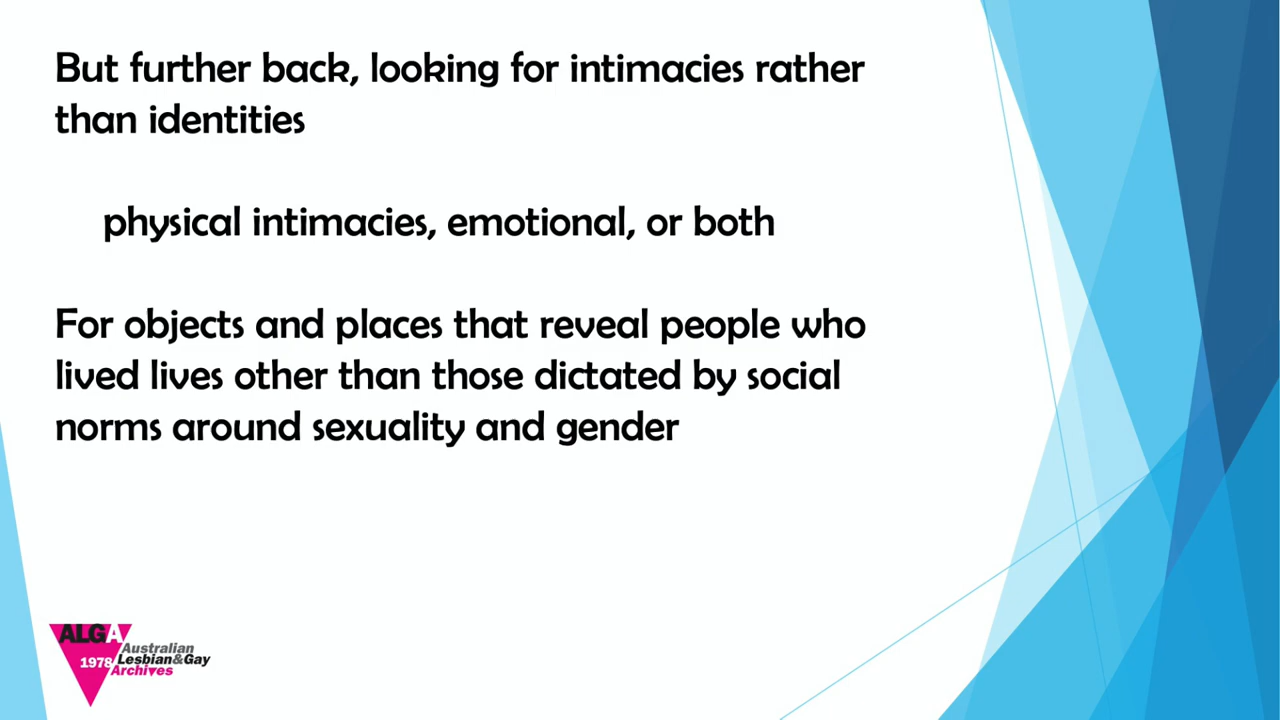 But further back, looking for intimacies rather
than identities
physical intimacies, emotional, or both
For objects and places that reveal people who
lived lives other than those dictated by social
norms around sexuality and gender
ALGA
Australian
1978 Lesbian&Gay
Archives